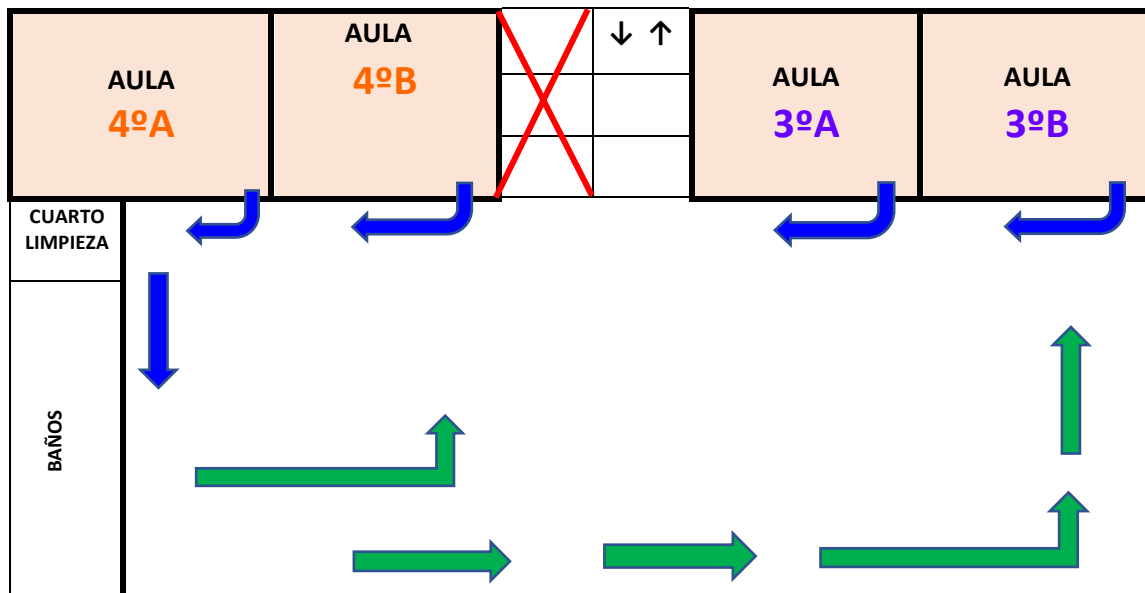 AULA
4ºA
AULA
4ºB
↓ ↑
AULA
3ºA
AULA
3ºB
CUARTO
LIMPIEZA
BAÑOS